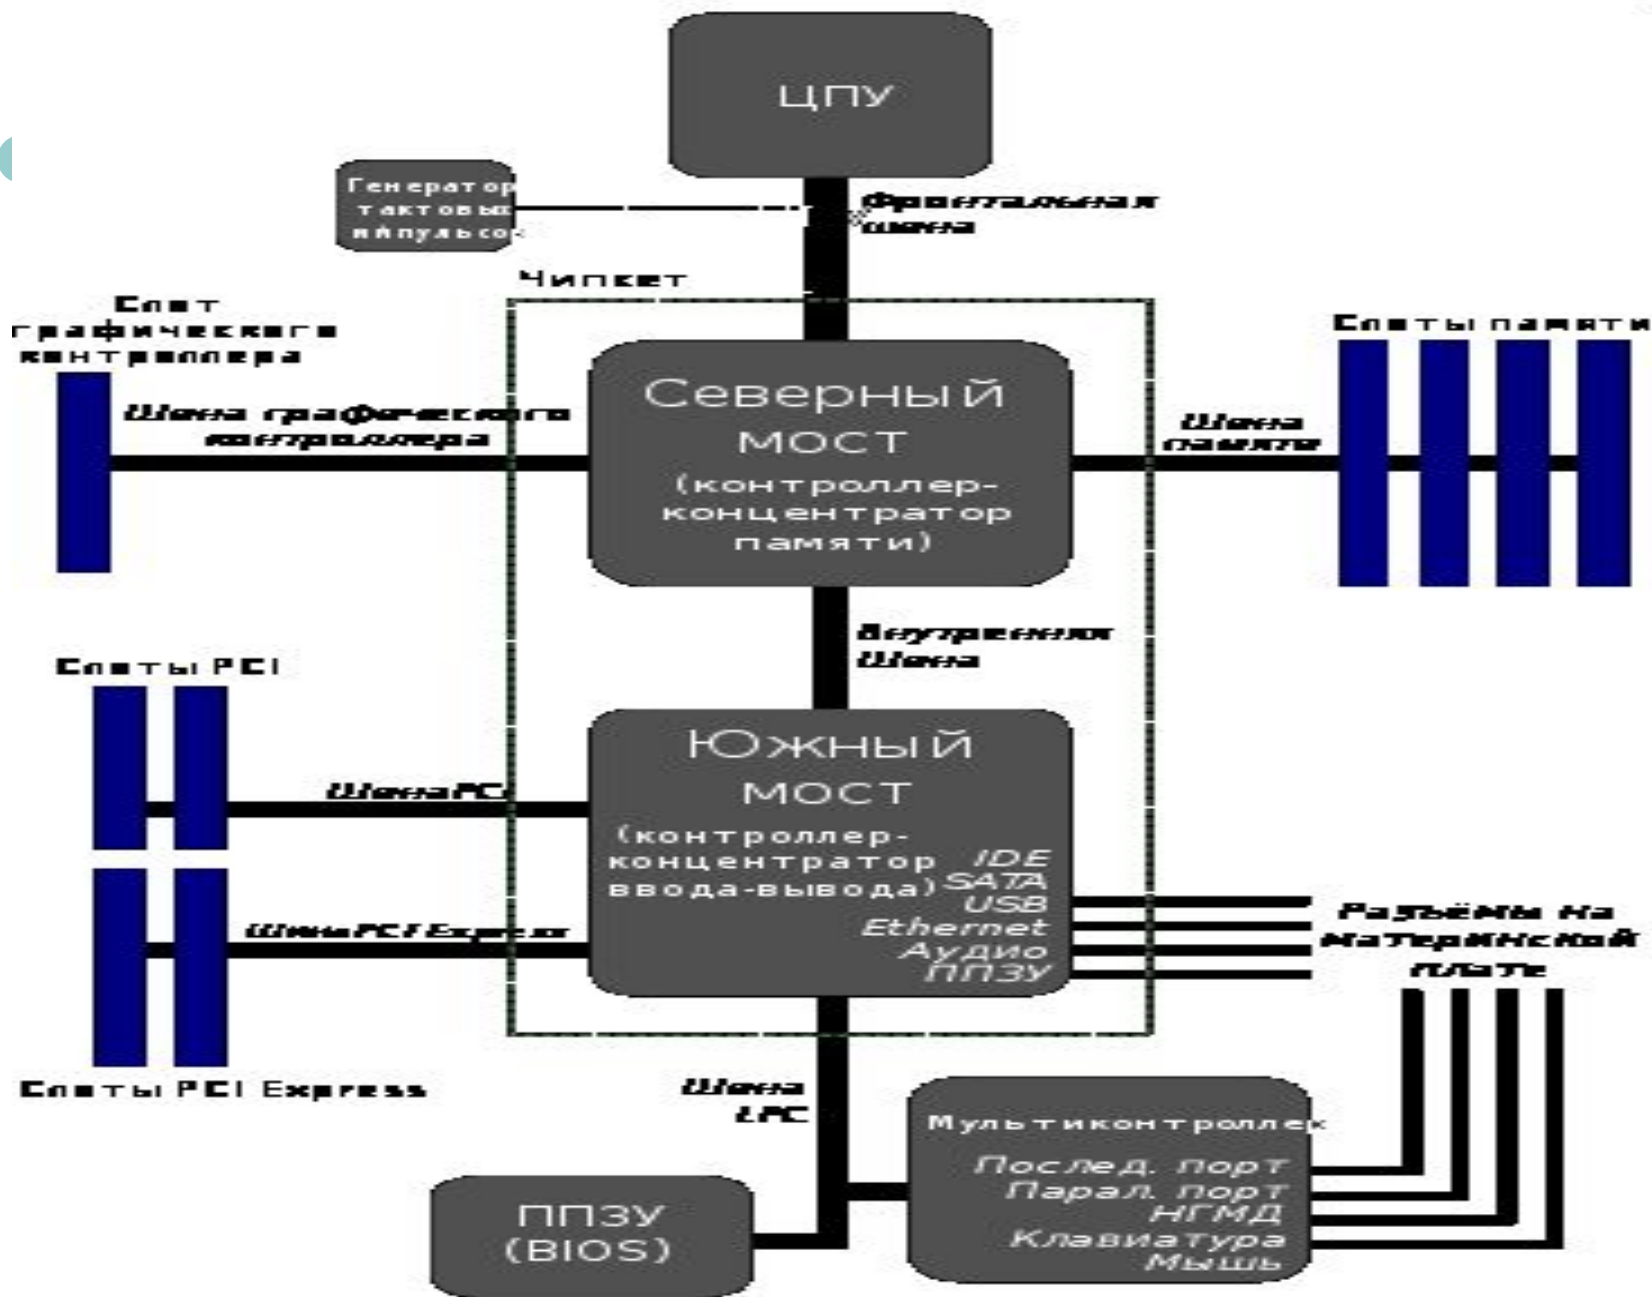 ЦПУ
Генератор
тактовых
импульсов
Фронтальная
шина
Чипсет
Слот
графического
контроллера
Шина графического
контроллера
Слоты памяти
Северный
мост
(контроллер-
концентратор
памяти)
Шина
памяти
Внутренняя
Шина
Слоты PCI
Южный
мост
(контроллер-
концентратор
ввода-вывода)
IDE
SATA
USB
Ethernet
Аудио
ППЗУ
Шина PCI
Шина PCI Express
Слоты PCI Express
Разъёмы на
материнской
плате
Шина
LPC
Мультиконтроллер
Послед. порт
Парал. порт
НГМД
Клавиатура
Мышь
ППЗУ
(BIOS)